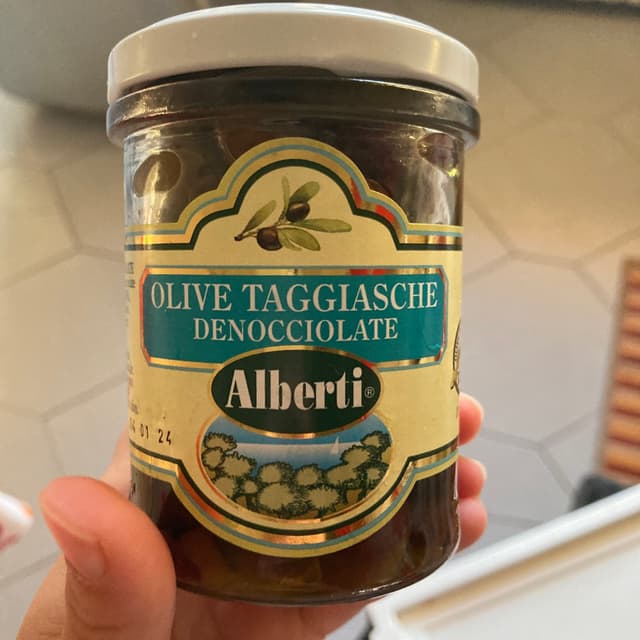 OLIVE TAGGIASCHE
DENOCCIOLATE
Alberti®
01 24